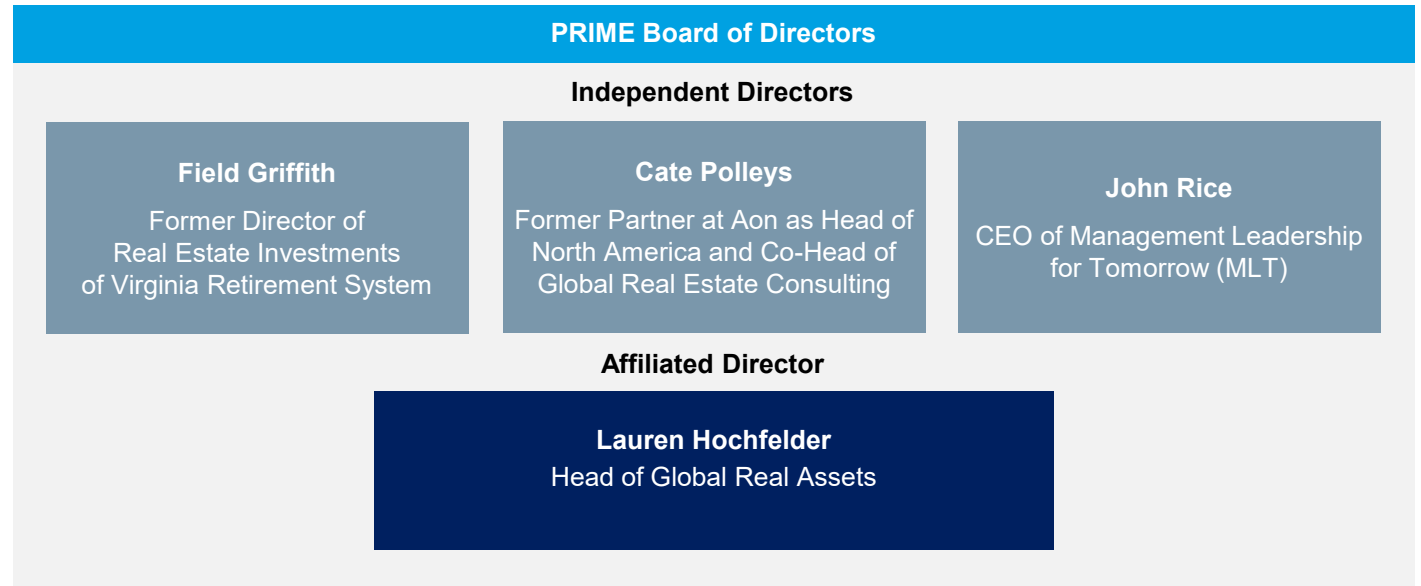 PRIME Board of Directors
Independent Directors
Field Griffith
Former Director of
Real Estate Investments
of Virginia Retirement System
Cate Polleys
Former Partner at Aon as Head of
North America and Co-Head of
Global Real Estate Consulting
John Rice
CEO of Management Leadership
for Tomorrow (MLT)
Affiliated Director
Lauren Hochfelder
Head of Global Real Assets